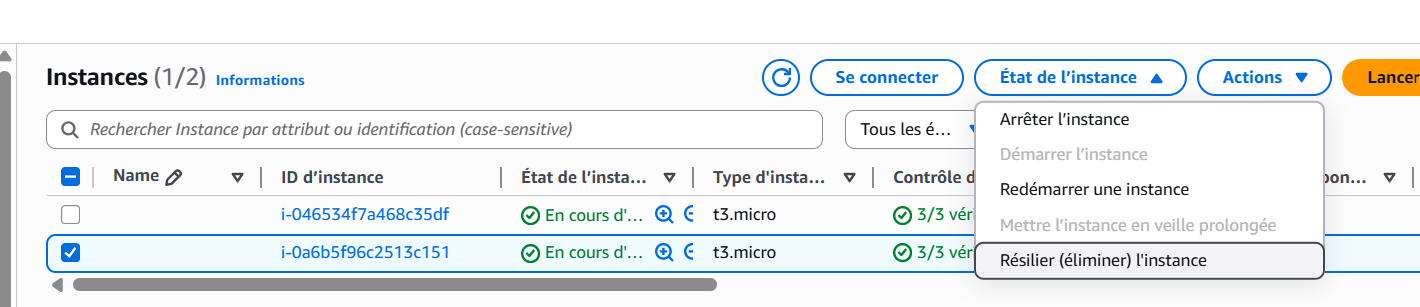 Instances (1/2) Informations
Se connecter
État de l’instance
Actions
Lancer
Rechercher Instance par attribut ou identification (case-sensitive)
Tous les é…
Arrêter l’instance
Démarrer l’instance
Redémarrer une instance
Mettre l’instance en veille prolongée
Résilier (éliminer) l'instance
Name ID d’instance État de l’insta… Type d'insta… Contrôle d
i-046534f7a468c35df En cours d'… t3.micro 3/3 véri
i-0a6b5f96c2513c151 En cours d'… t3.micro 3/3 véri